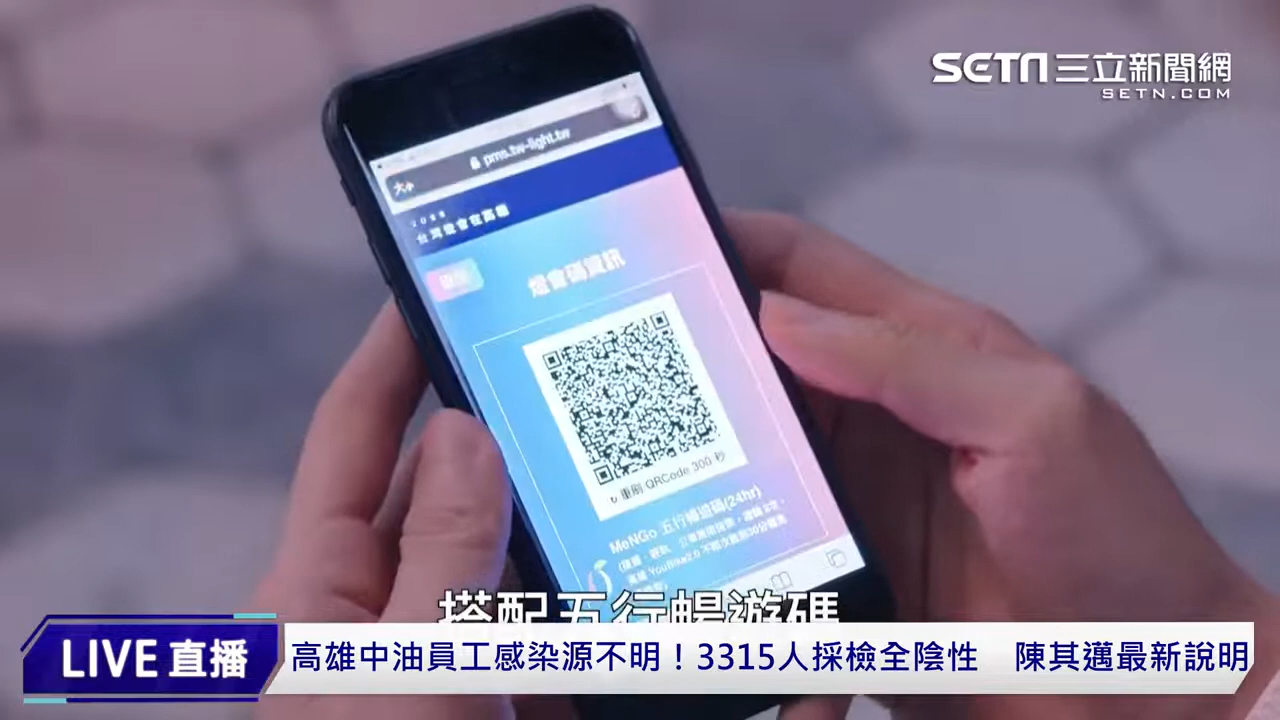 SETN三立新聞網
SETN.COM
pms.tw-light.tw
台灣燈會在高雄
燈會碼資訊
重刷 QRCode 300 秒
MeNGo 五行暢遊碼(24hr)
搭配五行暢遊碼
LIVE 直播
高雄中油員工感染源不明！3315人採檢全陰性 陳其邁最新說明